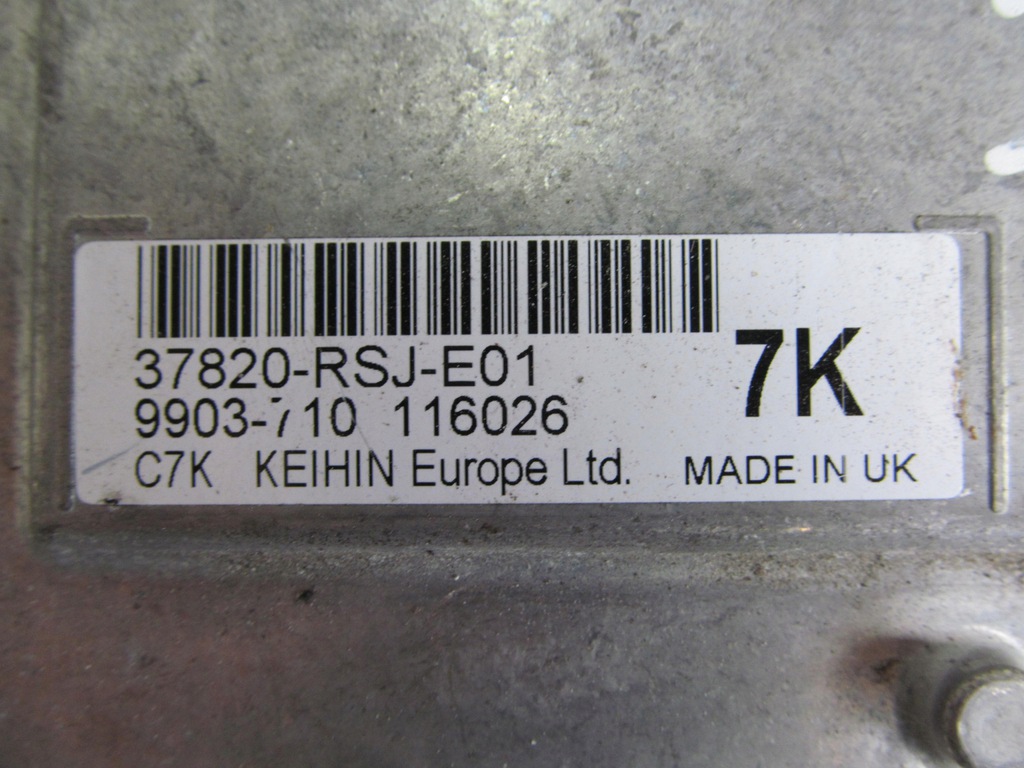 37820-RSJ-E01
7K
9903-710 116026
C7K KEIHIN Europe Ltd. MADE IN UK